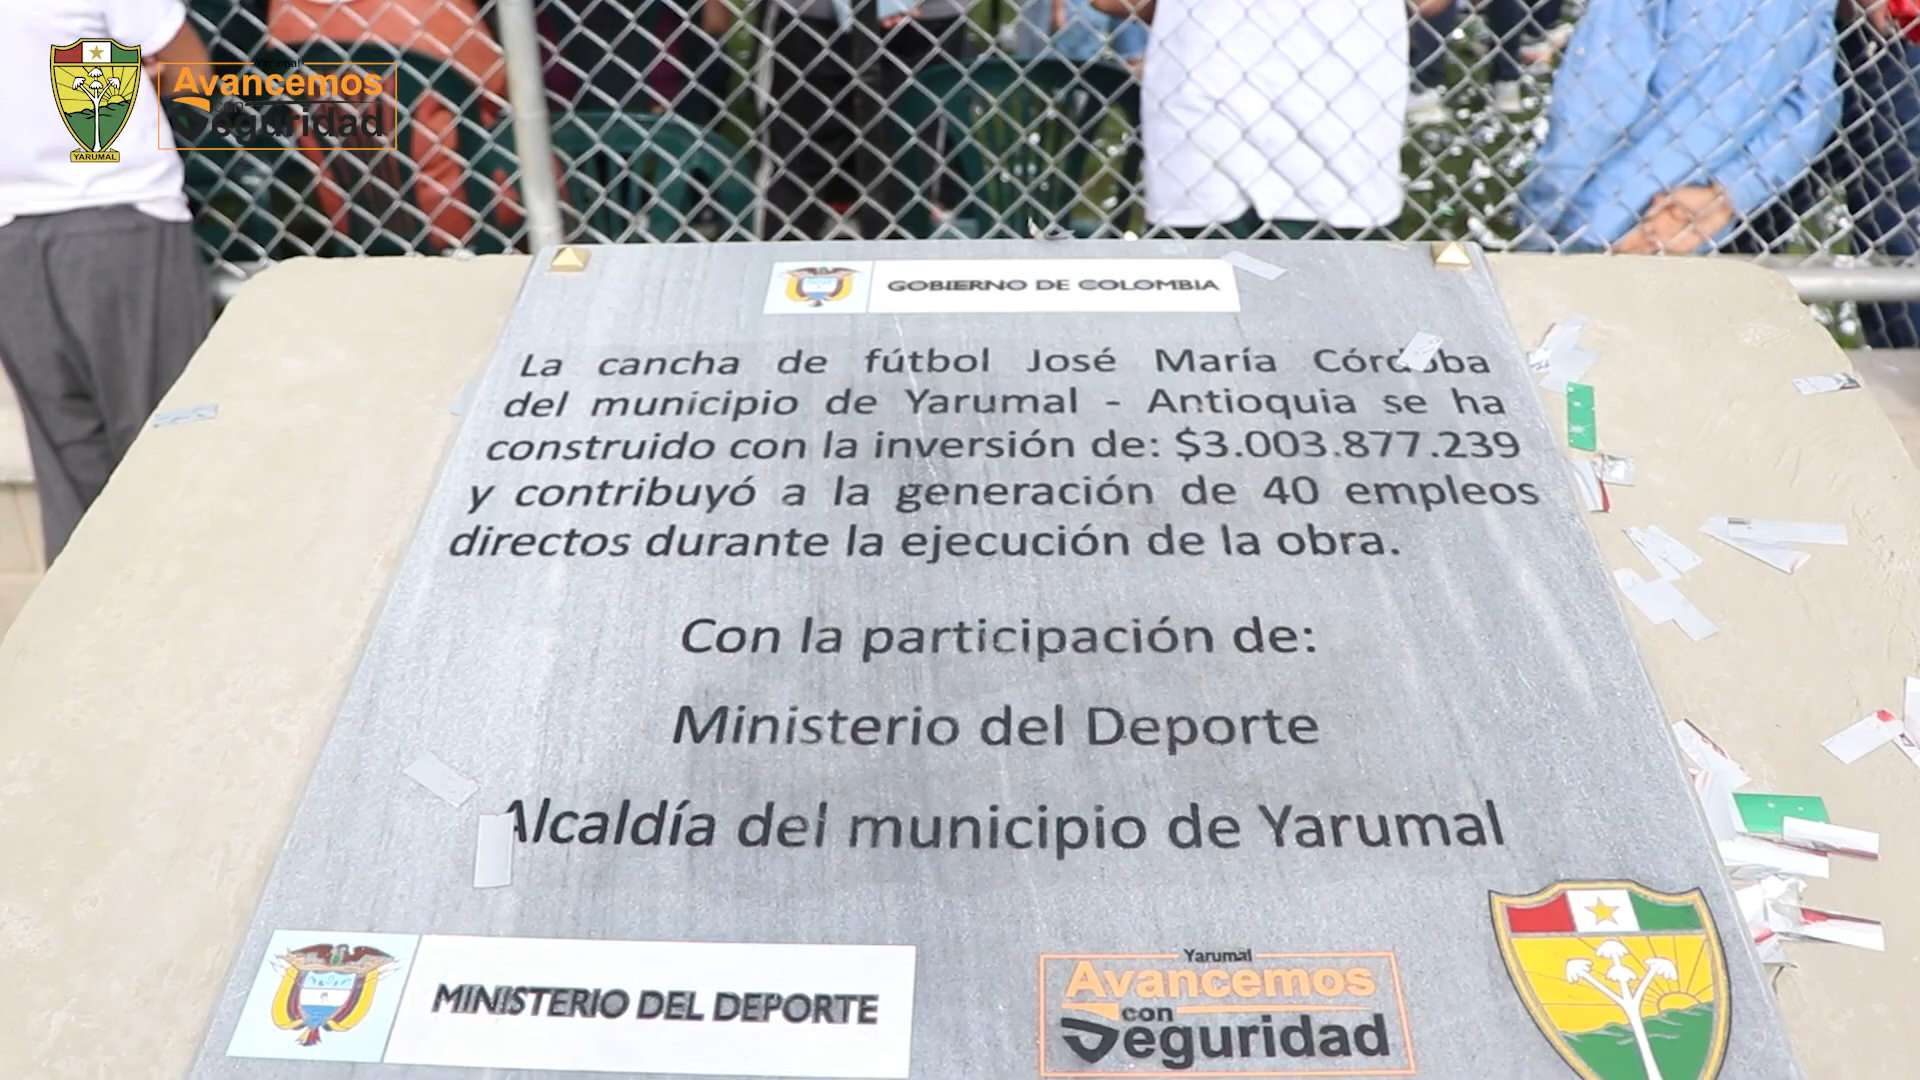 YARUMAL
Yarumal
Avancemos
con
Seguridad
GOBIERNO DE COLOMBIA
La cancha de fútbol José María Córdoba
del municipio de Yarumal - Antioquia se ha
construido con la inversión de: $3.003.877.239
y contribuyó a la generación de 40 empleos
directos durante la ejecución de la obra.
Con la participación de:
Ministerio del Deporte
Alcaldía del municipio de Yarumal
MINISTERIO DEL DEPORTE
Yarumal
Avancemos
con
Seguridad